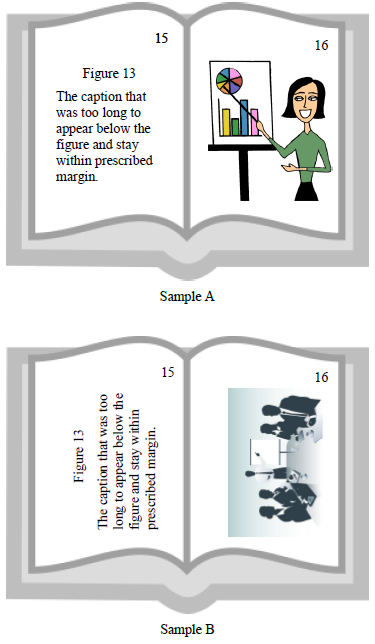 15
16
Figure 13
The caption that
was too long to
appear below the
figure and stay
within prescribed
margin.
Sample A
15
16
Figure 13
The caption that was too
long to appear below the
figure and stay within
prescribed margin.
Sample B